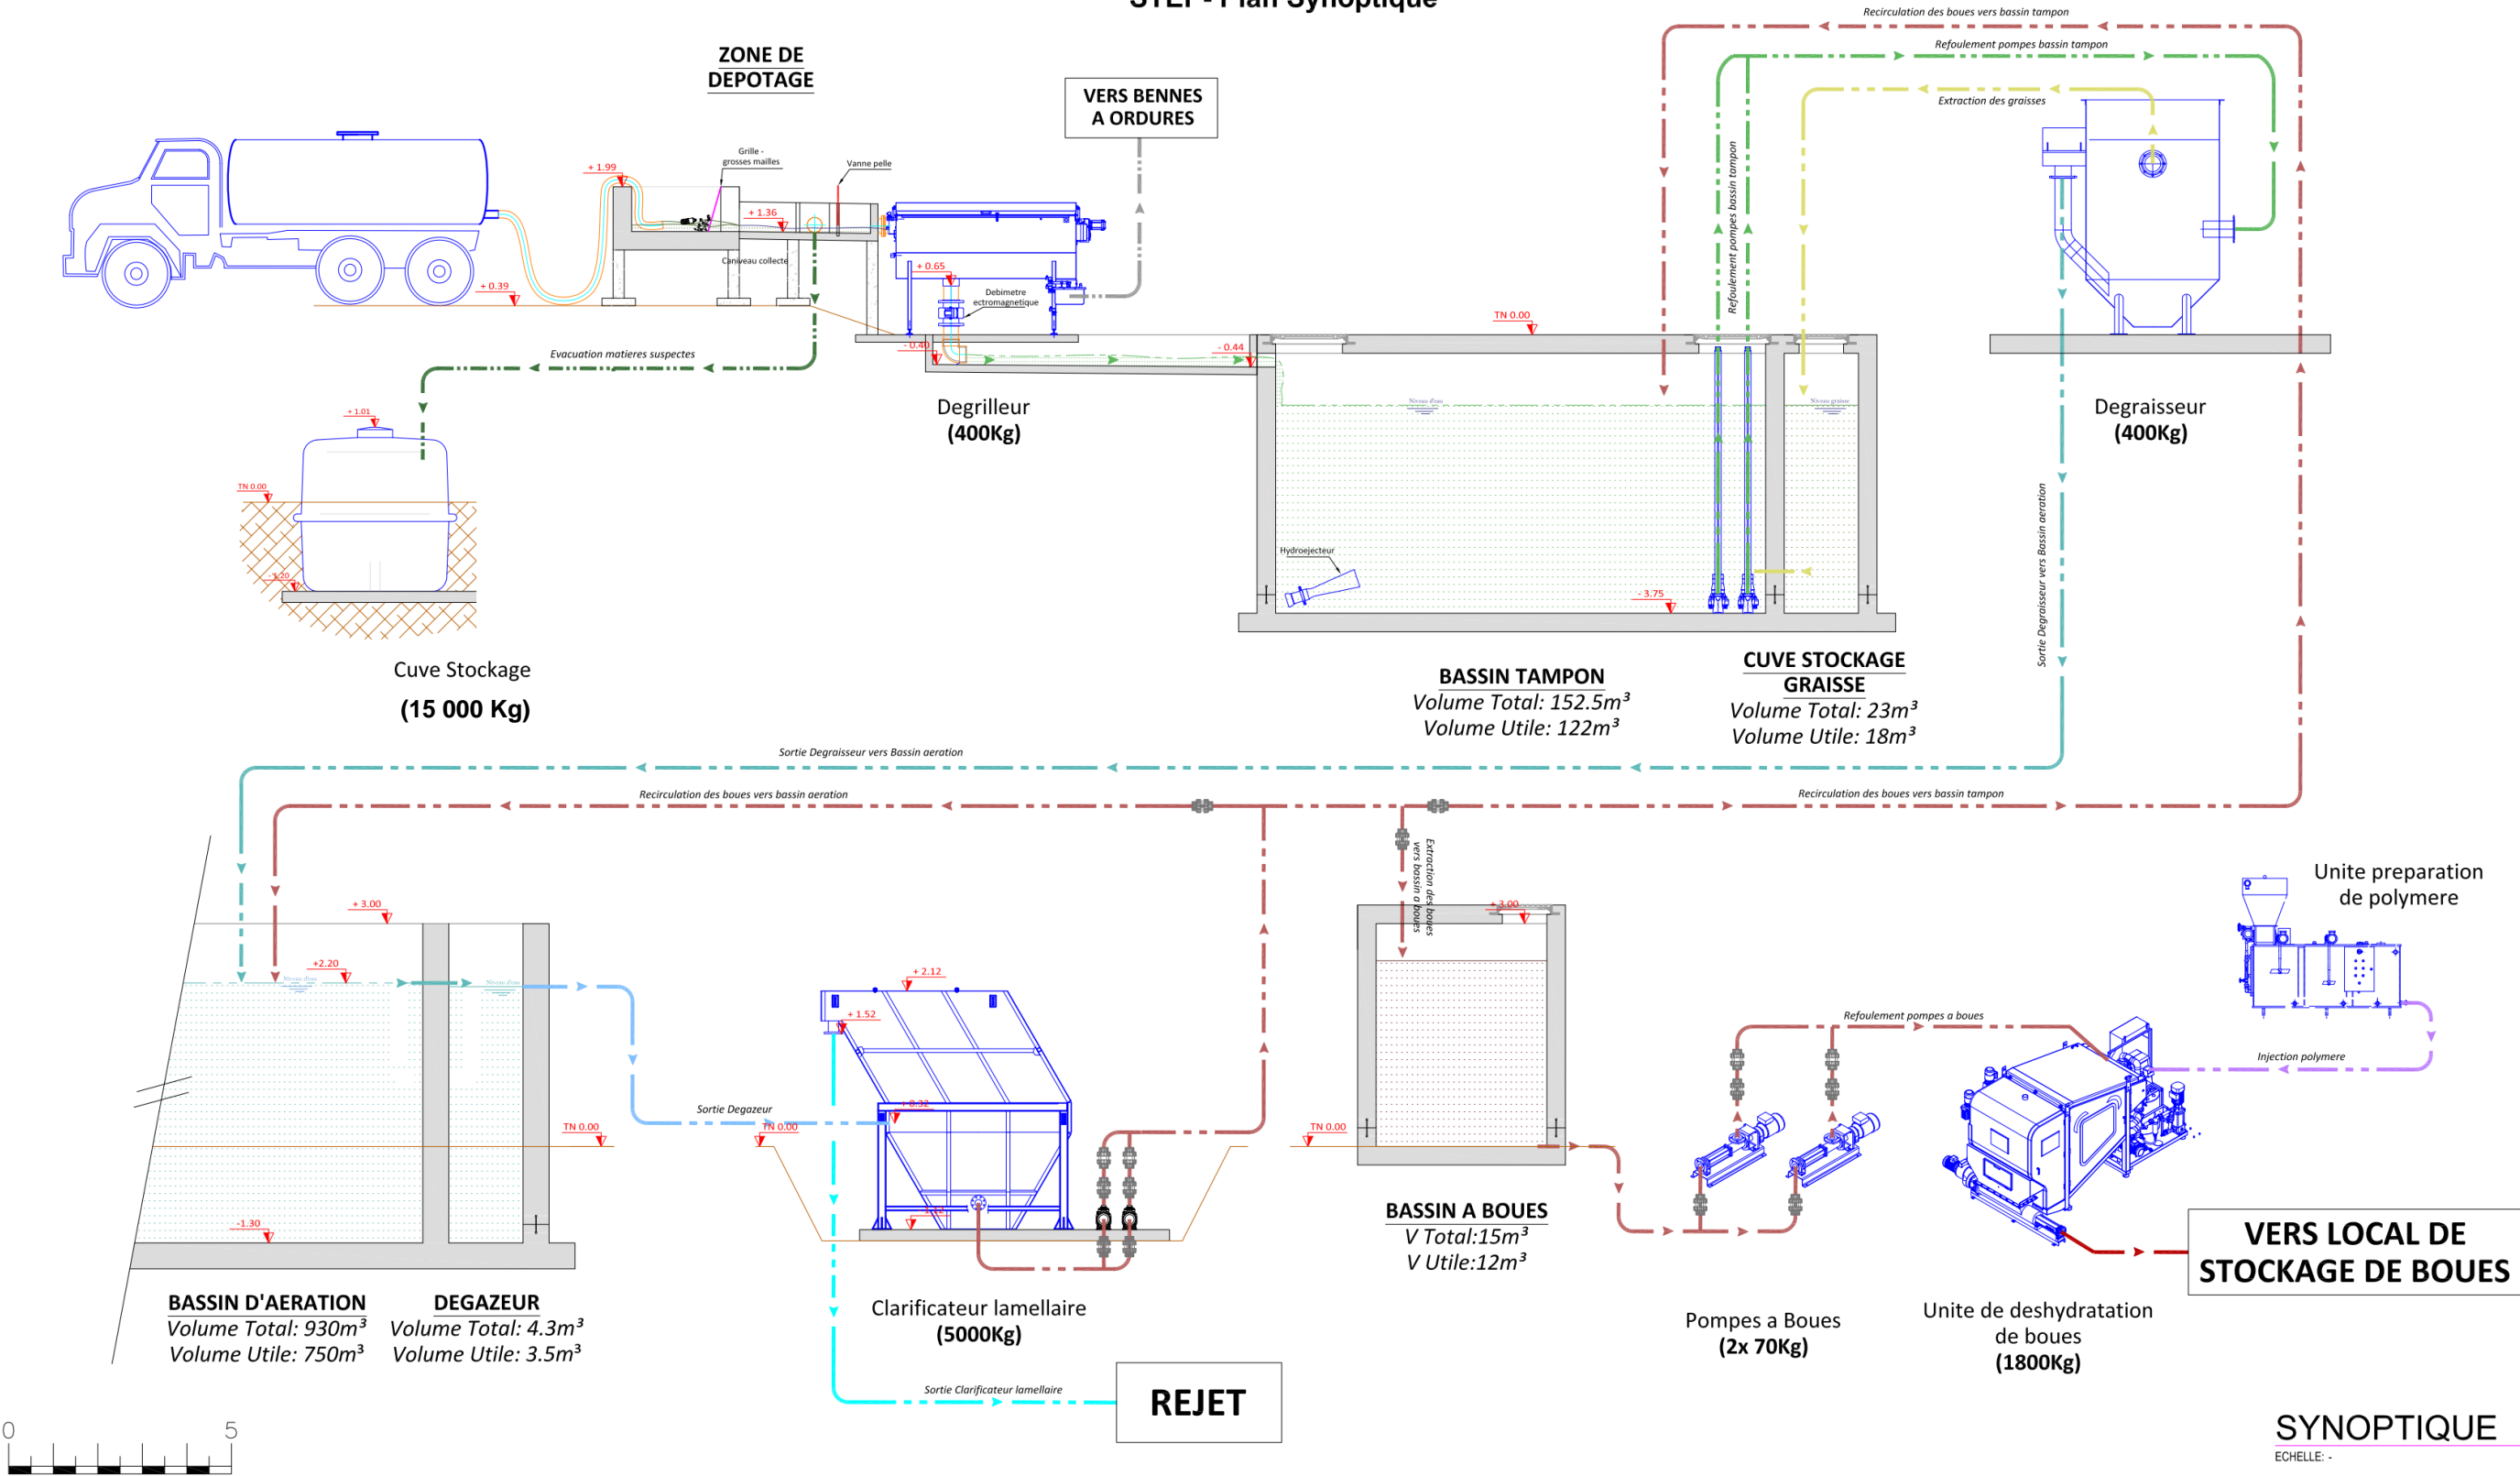 STEP - Plan Synoptique
Recirculation des boues vers bassin tampon
Refoulement pompes bassin tampon
Extraction des graisses
ZONE DE
DEPOTAGE
VERS BENNES
A ORDURES
Grille -
grosses mailles
Vanne pelle
+ 1.99
+ 1.36
Caniveau collecte
+ 0.39
+ 0.65
Debimetre
ectromagnetique
- 0.40
- 0.44
TN 0.00
Refoulement pompes bassin tampon
Evacuation matieres suspectes
Degrilleur
(400Kg)
Niveau d'eau
Niveau graisse
Degraisseur
(400Kg)
+ 1.01
TN 0.00
Hydroejecteur
- 3.75
Sortie Degraisseur vers Bassin aeration
Cuve Stockage
(15 000 Kg)
BASSIN TAMPON
Volume Total: 152.5m³
Volume Utile: 122m³
CUVE STOCKAGE
GRAISSE
Volume Total: 23m³
Volume Utile: 18m³
Sortie Degraisseur vers Bassin aeration
Recirculation des boues vers bassin aeration
Recirculation des boues vers bassin tampon
Extraction des boues
vers bassin a boues
Unite preparation
de polymere
+ 3.00
+ 3.00
+2.20
Niveau d'eau
Niveau d'eau
+ 2.12
+ 1.52
+ 0.32
Sortie Degazeur
TN 0.00
TN 0.00
TN 0.00
-1.30
Refoulement pompes a boues
Injection polymere
BASSIN A BOUES
V Total:15m³
V Utile:12m³
VERS LOCAL DE
STOCKAGE DE BOUES
BASSIN D'AERATION
Volume Total: 930m³
Volume Utile: 750m³
DEGAZEUR
Volume Total: 4.3m³
Volume Utile: 3.5m³
Clarificateur lamellaire
(5000Kg)
Pompes a Boues
(2x 70Kg)
Unite de deshydratation
de boues
(1800Kg)
Sortie Clarificateur lamellaire
REJET
0
5
SYNOPTIQUE
ECHELLE: -